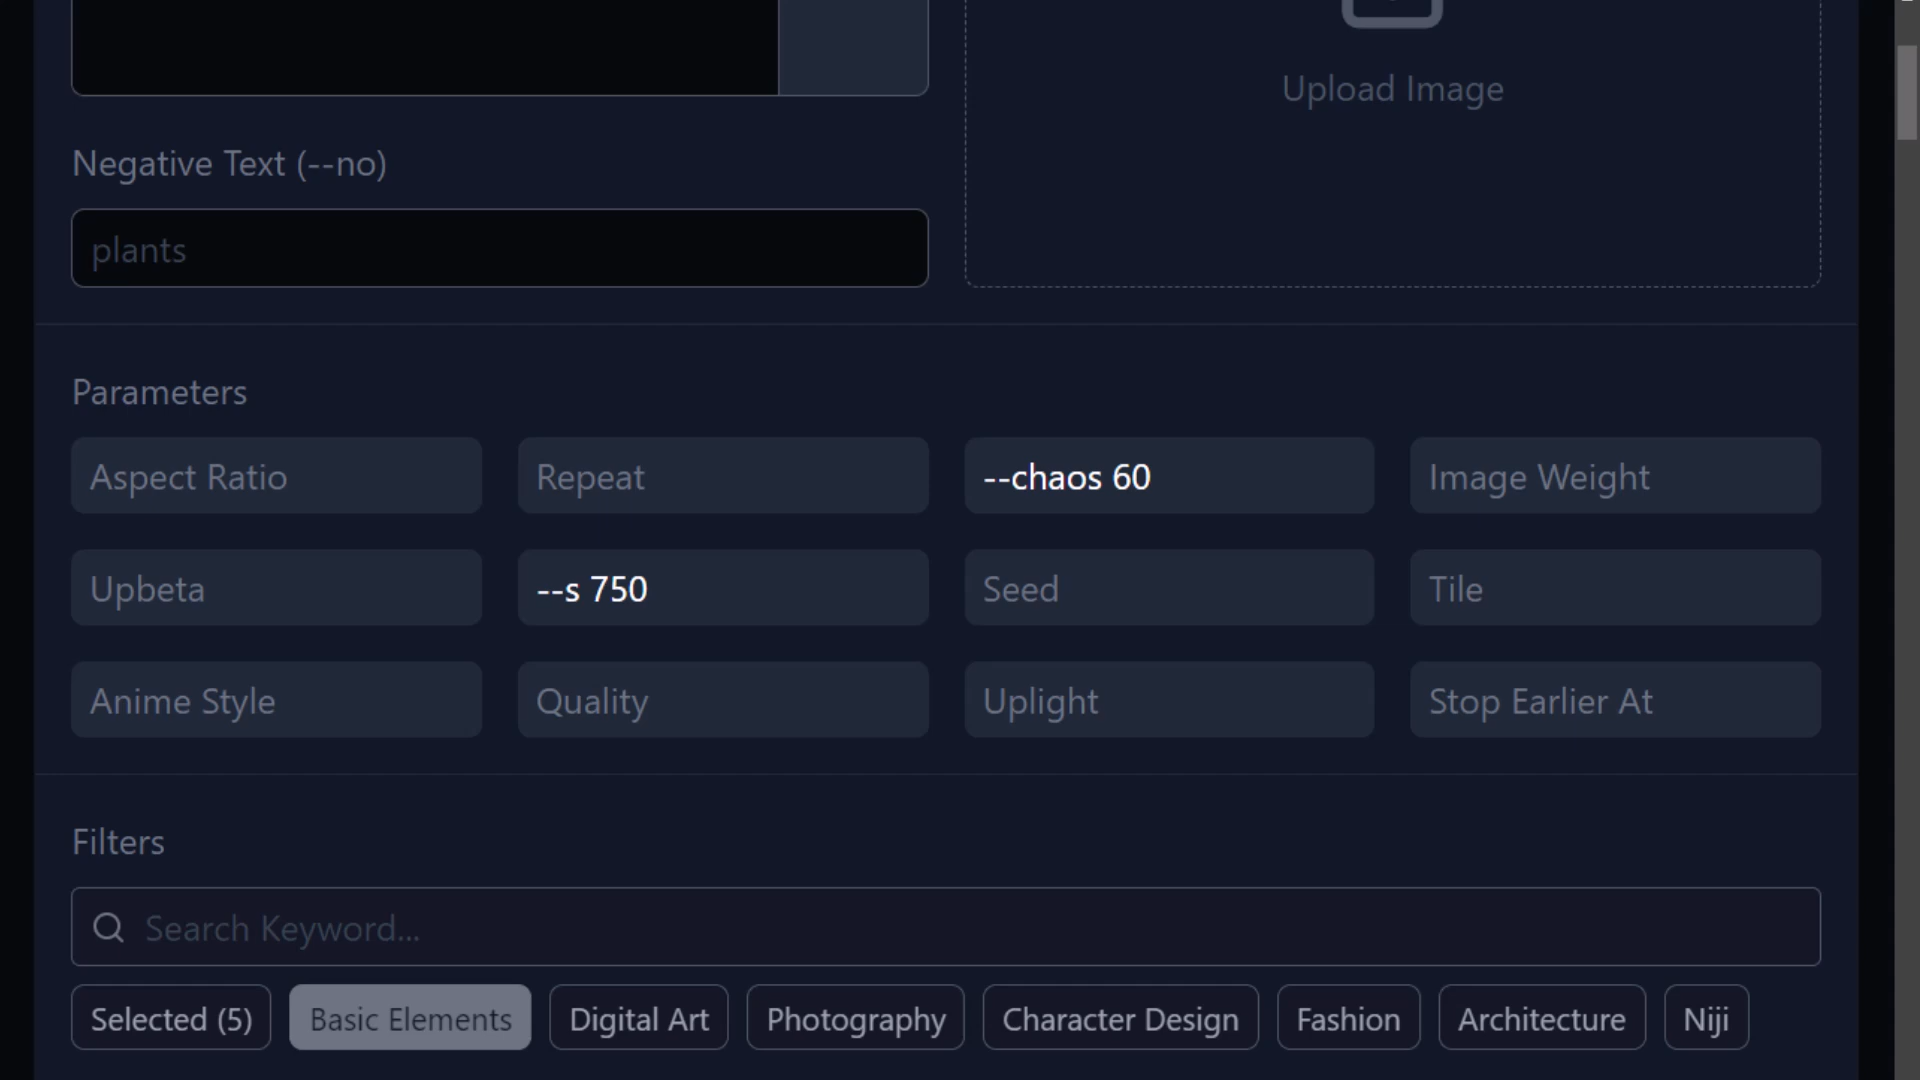 Upload Image
Negative Text (--no)
plants
Parameters
Aspect Ratio
Repeat
--chaos 60
Image Weight
Upbeta
--s 750
Seed
Tile
Anime Style
Quality
Uplight
Stop Earlier At
Filters
Search Keyword...
Selected (5)
Basic Elements
Digital Art
Photography
Character Design
Fashion
Architecture
Niji